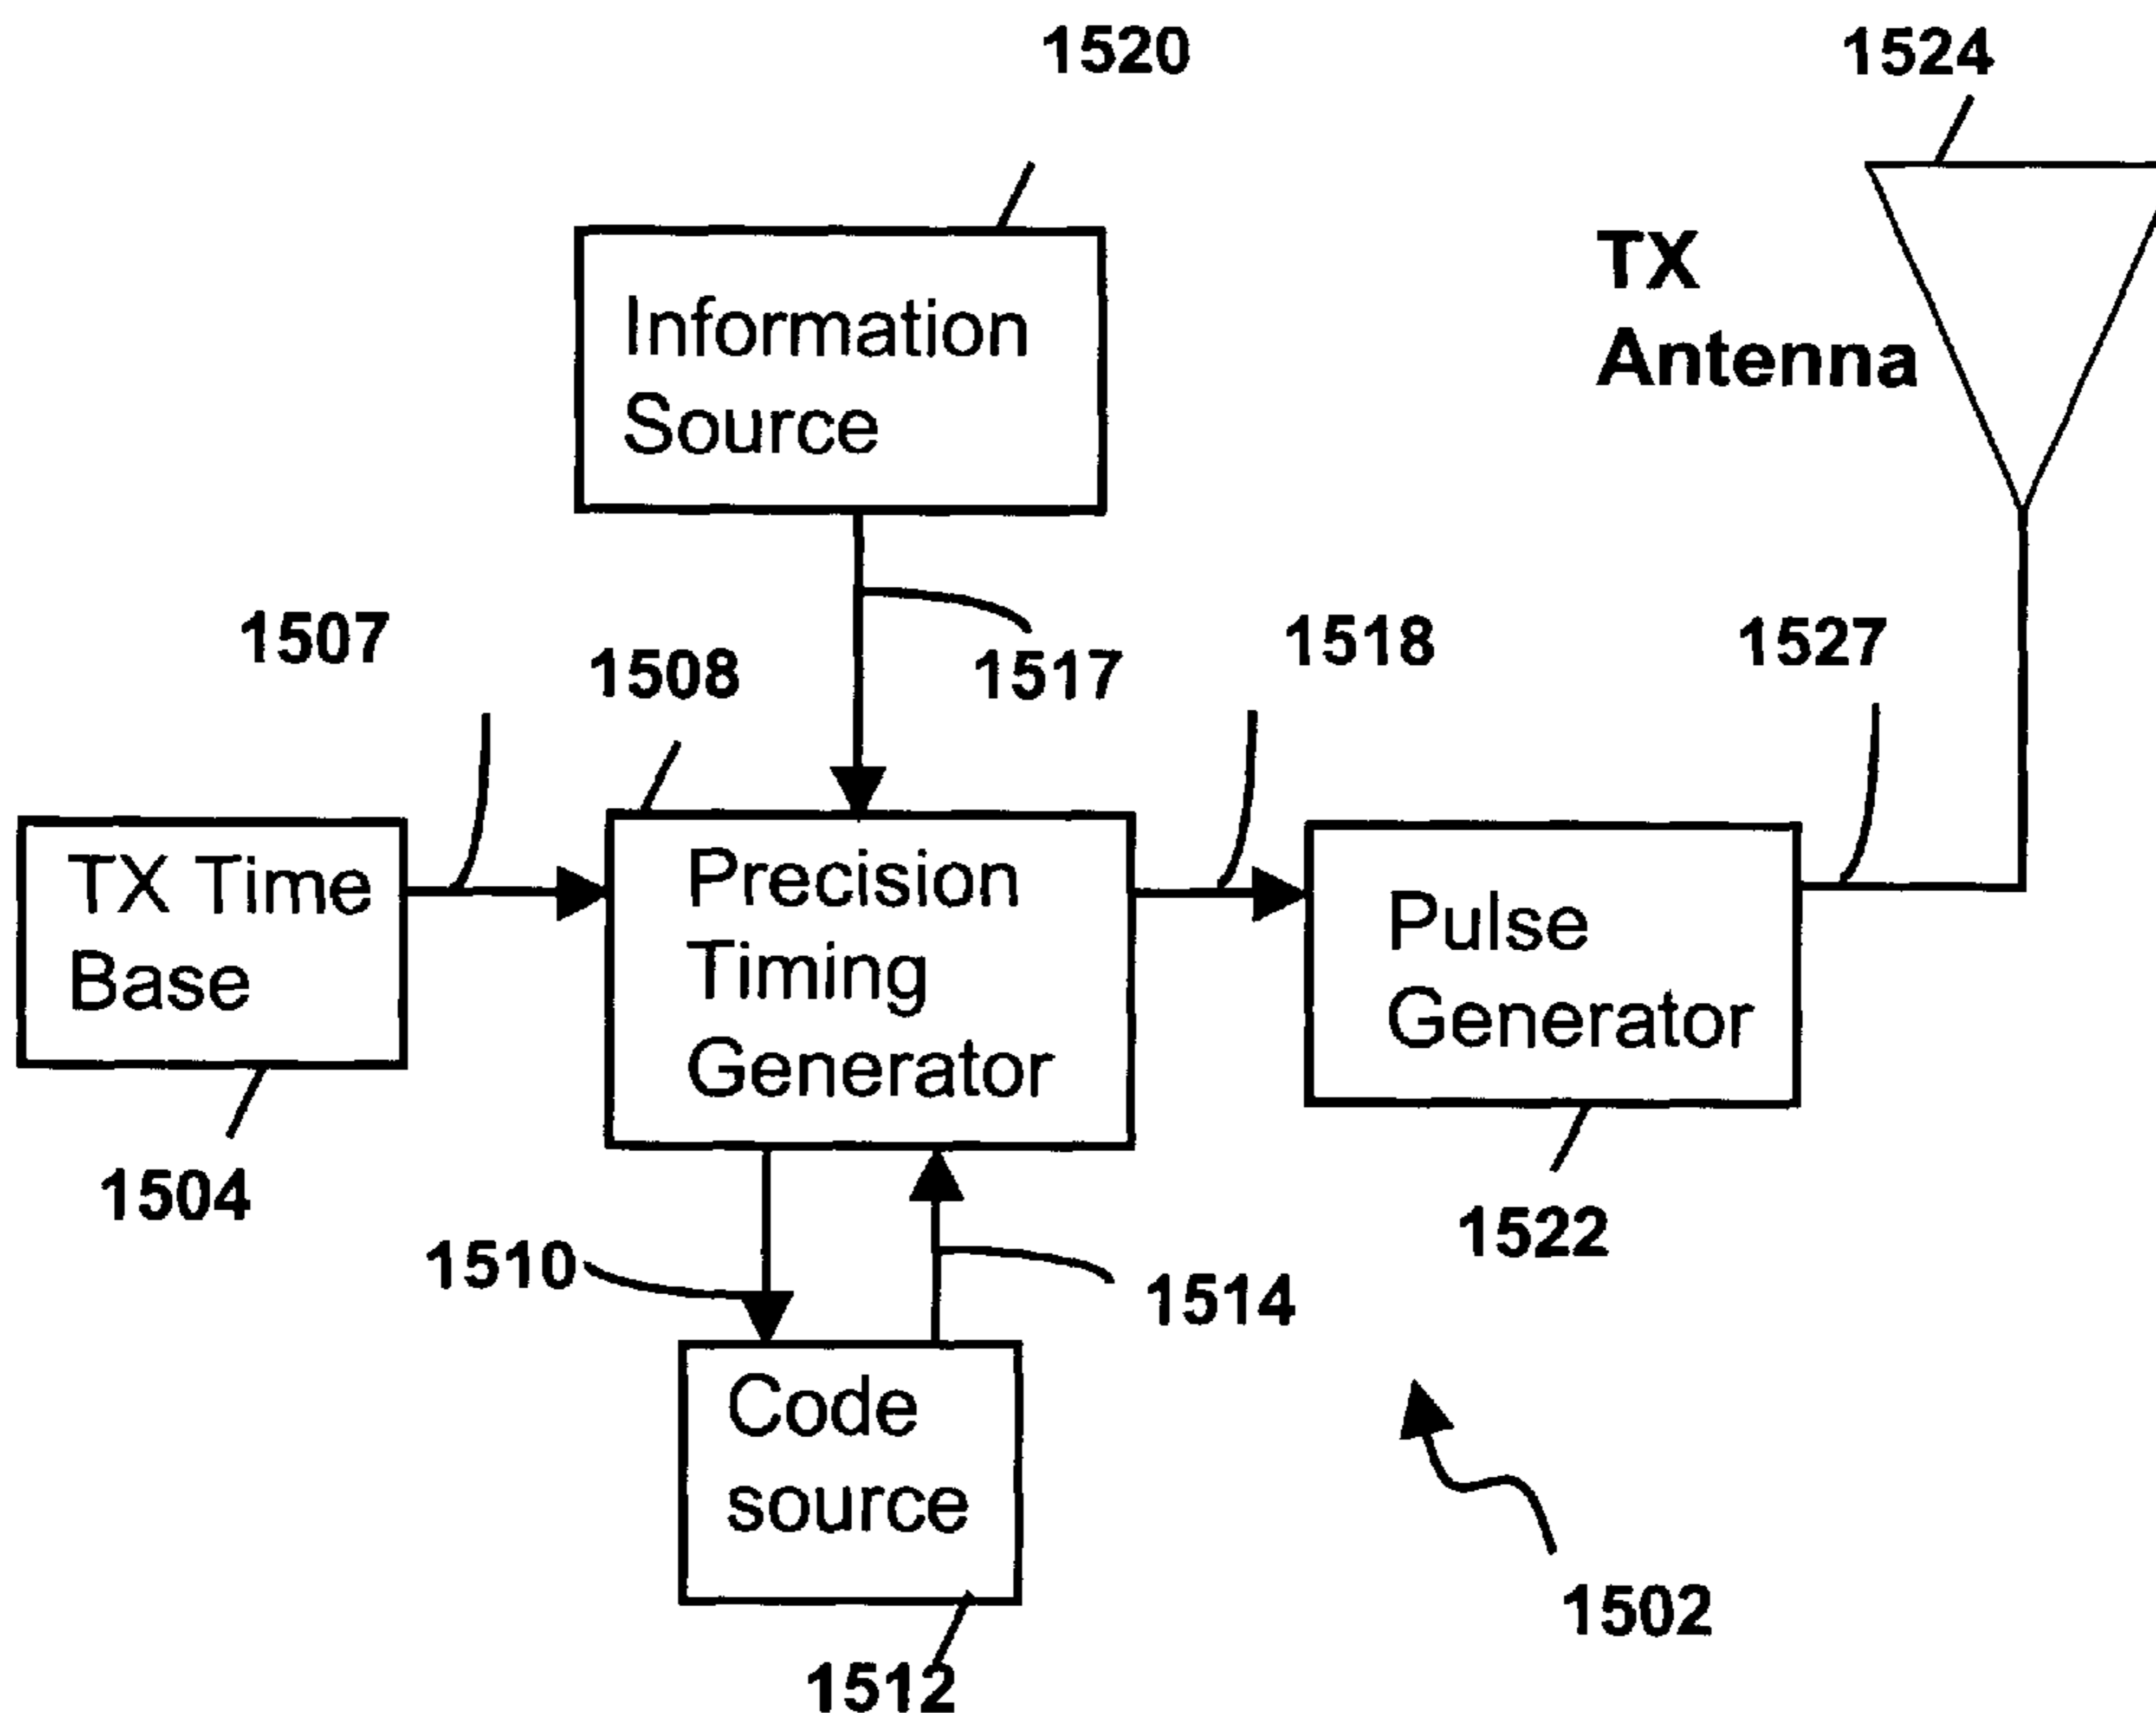 1520
1524
Information
Source
TX
Antenna
1507
1508
1517
1518
1527
TX Time
Base
Precision
Timing
Generator
Pulse
Generator
1504
1510
1514
1522
Code
source
1502
1512